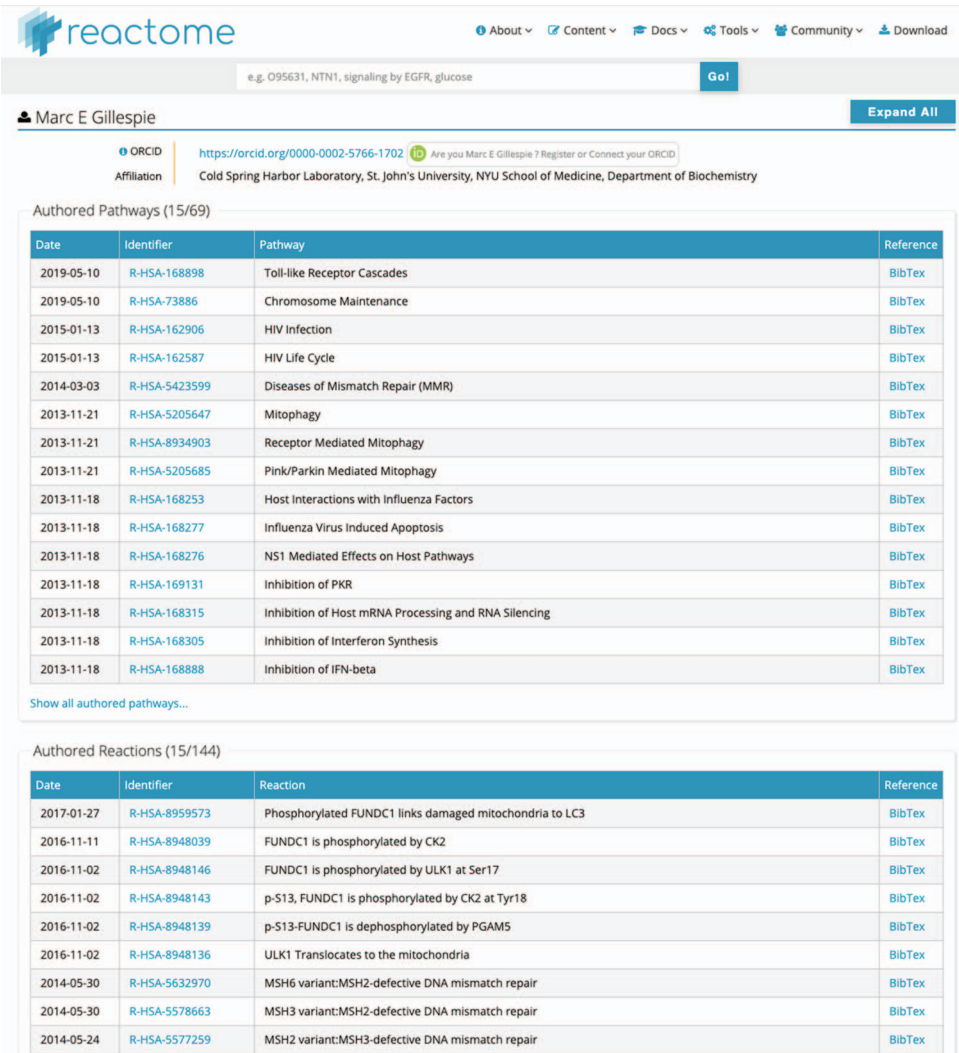 reactome
About Content Docs Tools Community Download
e.g. O95631, NTN1, signaling by EGFR, glucose Go!
Marc E Gillespie Expand All
ORCID https://orcid.org/0000-0002-5766-1702 iD Are you Marc E Gillespie ? Register or Connect your ORCID
Affiliation Cold Spring Harbor Laboratory, St. John's University, NYU School of Medicine, Department of Biochemistry
Authored Pathways (15/69)
Date Identifier Pathway Reference
2019-05-10 R-HSA-168898 Toll-like Receptor Cascades BibTex
2019-05-10 R-HSA-73886 Chromosome Maintenance BibTex
2015-01-13 R-HSA-162906 HIV Infection BibTex
2015-01-13 R-HSA-162587 HIV Life Cycle BibTex
2014-03-03 R-HSA-5423599 Diseases of Mismatch Repair (MMR) BibTex
2013-11-21 R-HSA-5205647 Mitophagy BibTex
2013-11-21 R-HSA-8934903 Receptor Mediated Mitophagy BibTex
2013-11-21 R-HSA-5205685 Pink/Parkin Mediated Mitophagy BibTex
2013-11-18 R-HSA-168253 Host Interactions with Influenza Factors BibTex
2013-11-18 R-HSA-168277 Influenza Virus Induced Apoptosis BibTex
2013-11-18 R-HSA-168276 NS1 Mediated Effects on Host Pathways BibTex
2013-11-18 R-HSA-169131 Inhibition of PKR BibTex
2013-11-18 R-HSA-168315 Inhibition of Host mRNA Processing and RNA Silencing BibTex
2013-11-18 R-HSA-168305 Inhibition of Interferon Synthesis BibTex
2013-11-18 R-HSA-168888 Inhibition of IFN-beta BibTex
Show all authored pathways...
Authored Reactions (15/144)
Date Identifier Reaction Reference
2017-01-27 R-HSA-8959573 Phosphorylated FUNDC1 links damaged mitochondria to LC3 BibTex
2016-11-11 R-HSA-8948039 FUNDC1 is phosphorylated by CK2 BibTex
2016-11-02 R-HSA-8948146 FUNDC1 is phosphorylated by ULK1 at Ser17 BibTex
2016-11-02 R-HSA-8948143 p-S13, FUNDC1 is phosphorylated by CK2 at Tyr18 BibTex
2016-11-02 R-HSA-8948139 p-S13-FUNDC1 is dephosphorylated by PGAM5 BibTex
2016-11-02 R-HSA-8948136 ULK1 Translocates to the mitochondria BibTex
2014-05-30 R-HSA-5632970 MSH6 variant:MSH2-defective DNA mismatch repair BibTex
2014-05-30 R-HSA-5578663 MSH3 variant:MSH2-defective DNA mismatch repair BibTex
2014-05-24 R-HSA-5577259 MSH2 variant:MSH3-defective DNA mismatch repair BibTex